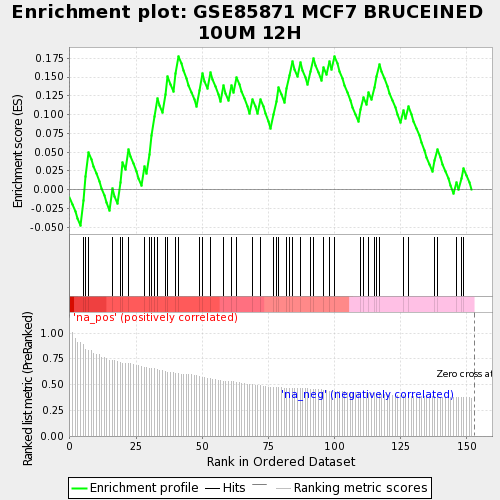 Enrichment plot: GSE85871 MCF7 BRUCEINED
10UM 12H
Enrichment score (ES)
0.175
0.150
0.125
0.100
0.075
0.050
0.025
0.000
-0.025
-0.050
'na_pos' (positively correlated)
Ranked list metric (PreRanked)
1.00
0.75
0.50
0.25
0.00
Zero cross at
'na_neg' (negatively correlated)
0
25
50
75
100
125
150
Rank in Ordered Dataset
Enrichment profile
Hits
Ranking metric scores